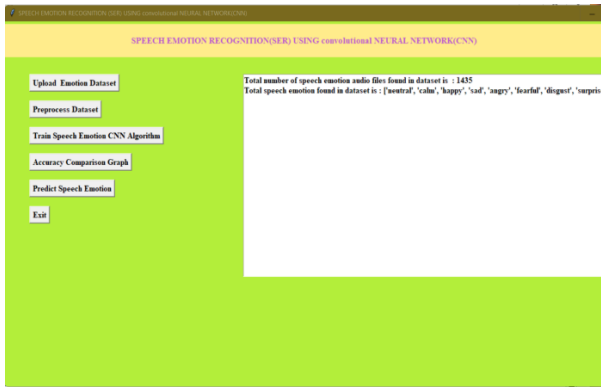 SPEECH EMOTION RECOGNITION (SER) USING convolutional NEURAL NETWORK(CNN)
SPEECH EMOTION RECOGNITION(SER) USING convolutional NEURAL NETWORK(CNN)
Upload Emotion Dataset
Preprocess Dataset
Train Speech Emotion CNN Algorithm
Accuracy Comparison Graph
Predict Speech Emotion
Exit
Total number of speech emotion audio files found in dataset is : 1435
Total speech emotion found in dataset is : ['neutral', 'calm', 'happy', 'sad', 'angry', 'fearful', 'disgust', 'surpris